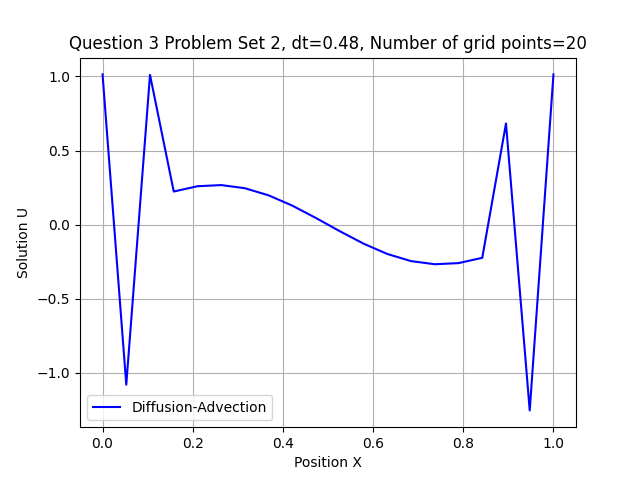 Question 3 Problem Set 2, dt=0.48, Number of grid points=20
1.0
0.5
0.0
−0.5
−1.0
Solution U
Diffusion-Advection
0.0 0.2 0.4 0.6 0.8 1.0
Position X